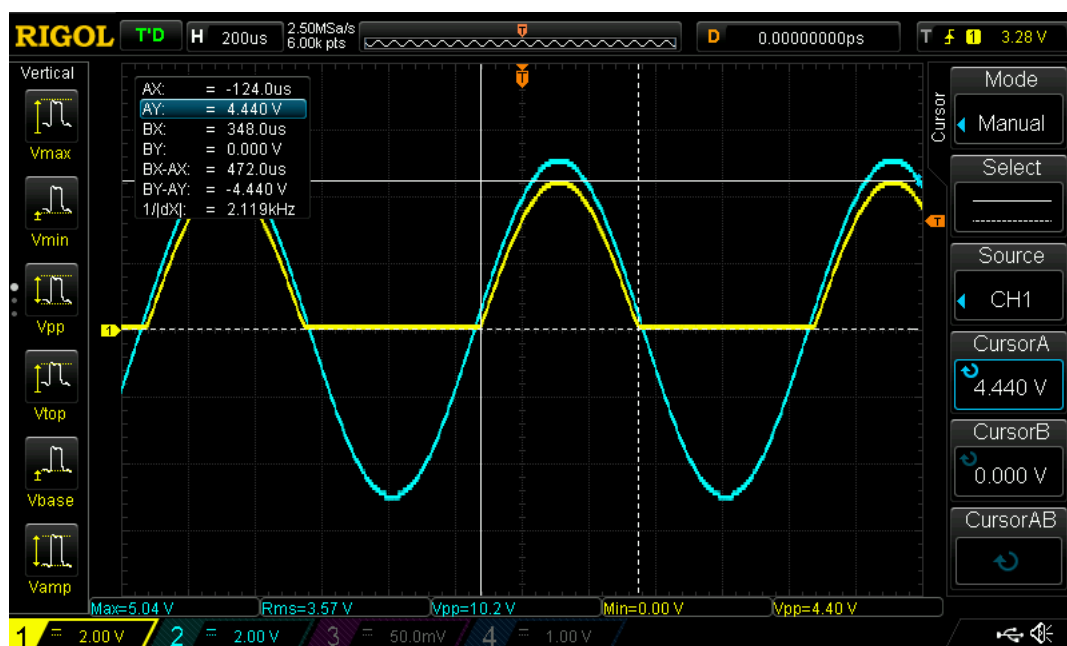 RIGOL T'D H 200us 2.50MSa/s 6.00k pts T D 0.00000000ps T 1 3.28 V
Vertical
Vmax
Vmin
Vpp
Vtop
Vbase
Vamp
AX: = -124.0us
AY: = 4.440 V
BX: = 348.0us
BY: = 0.000 V
BX-AX: = 472.0us
BY-AY: = -4.440 V
1/|dX|: = 2.119kHz
T
1
T
Cursor
Mode
Manual
Select
Source
CH1
CursorA
4.440 V
CursorB
0.000 V
CursorAB
Max=5.04 V Rms=3.57 V Vpp=10.2 V Min=0.00 V Vpp=4.40 V
1 = 2.00 V 2 = 2.00 V 3 = 50.0mV 4 = 1.00 V